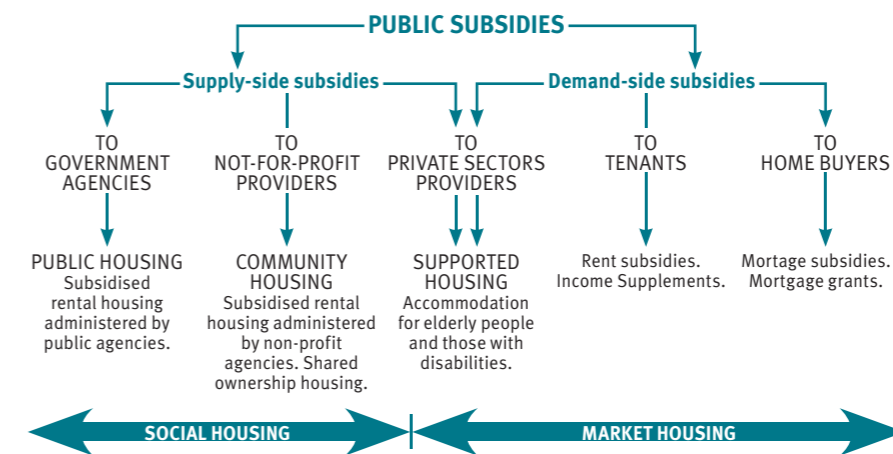 PUBLIC SUBSIDIES
Supply-side subsidies
Demand-side subsidies
TO
GOVERNMENT
AGENCIES
TO
NOT-FOR-PROFIT
PROVIDERS
TO
PRIVATE SECTORS
PROVIDERS
TO
TENANTS
TO
HOME BUYERS
PUBLIC HOUSING
Subsidised
rental housing
administered by
public agencies.
COMMUNITY
HOUSING
Subsidised rental
housing administered
by non-profit
agencies. Shared
ownership housing.
SUPPORTED
HOUSING
Accommodation
for elderly people
and those with
disabilities.
Rent subsidies.
Income Supplements.
Mortage subsidies.
Mortgage grants.
SOCIAL HOUSING
MARKET HOUSING